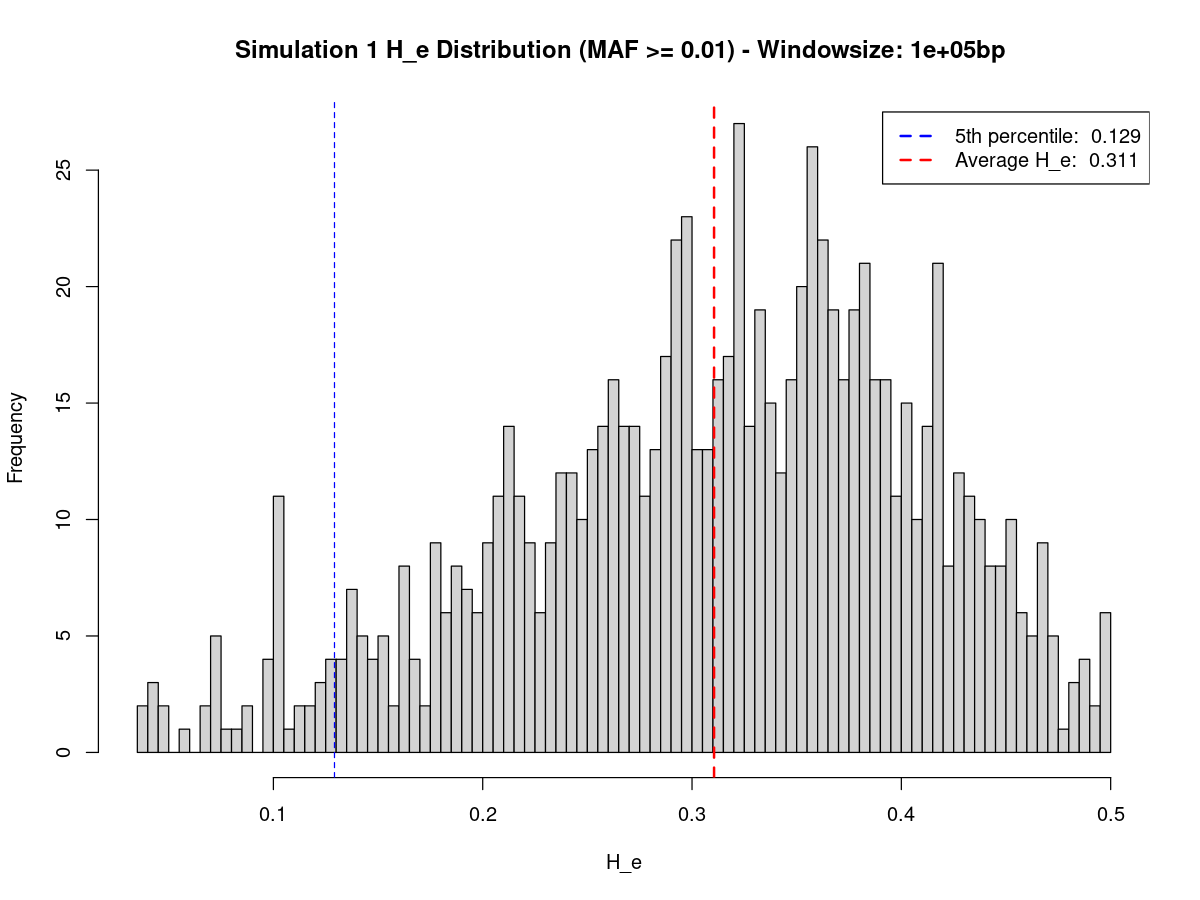 Simulation 1 H_e Distribution (MAF >= 0.01) - Windowsize: 1e+05bp
5th percentile: 0.129
Average H_e: 0.311
Frequency
25
20
15
10
5
0
0.1 0.2 0.3 0.4 0.5
H_e